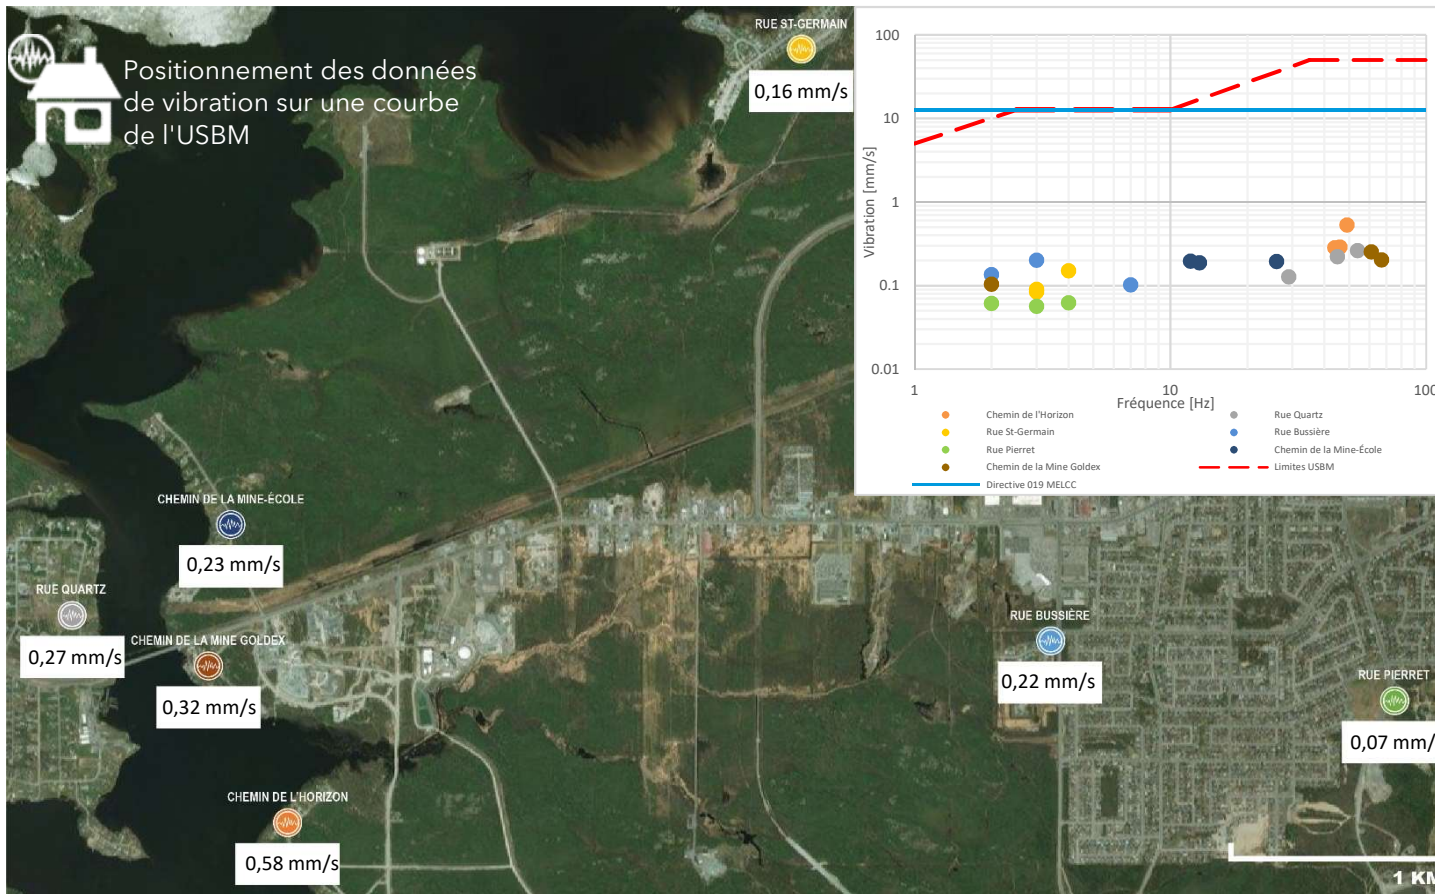 Positionnement des données
de vibration sur une courbe
de l'USBM
RUE ST-GERMAIN
0,16 mm/s
100
10
1
0.1
0.01
Vibration [mm/s]
1
10
100
Fréquence [Hz]
Chemin de l'Horizon
Rue Quartz
Rue St-Germain
Rue Bussière
Rue Pierret
Chemin de la Mine-École
Chemin de la Mine Goldex
Limites USBM
Directive 019 MELCC
CHEMIN DE LA MINE-ÉCOLE
0,23 mm/s
RUE QUARTZ
0,27 mm/s
CHEMIN DE LA MINE GOLDEX
0,32 mm/s
RUE BUSSIÈRE
0,22 mm/s
RUE PIERRET
0,07 mm/
CHEMIN DE L'HORIZON
0,58 mm/s
1 KM